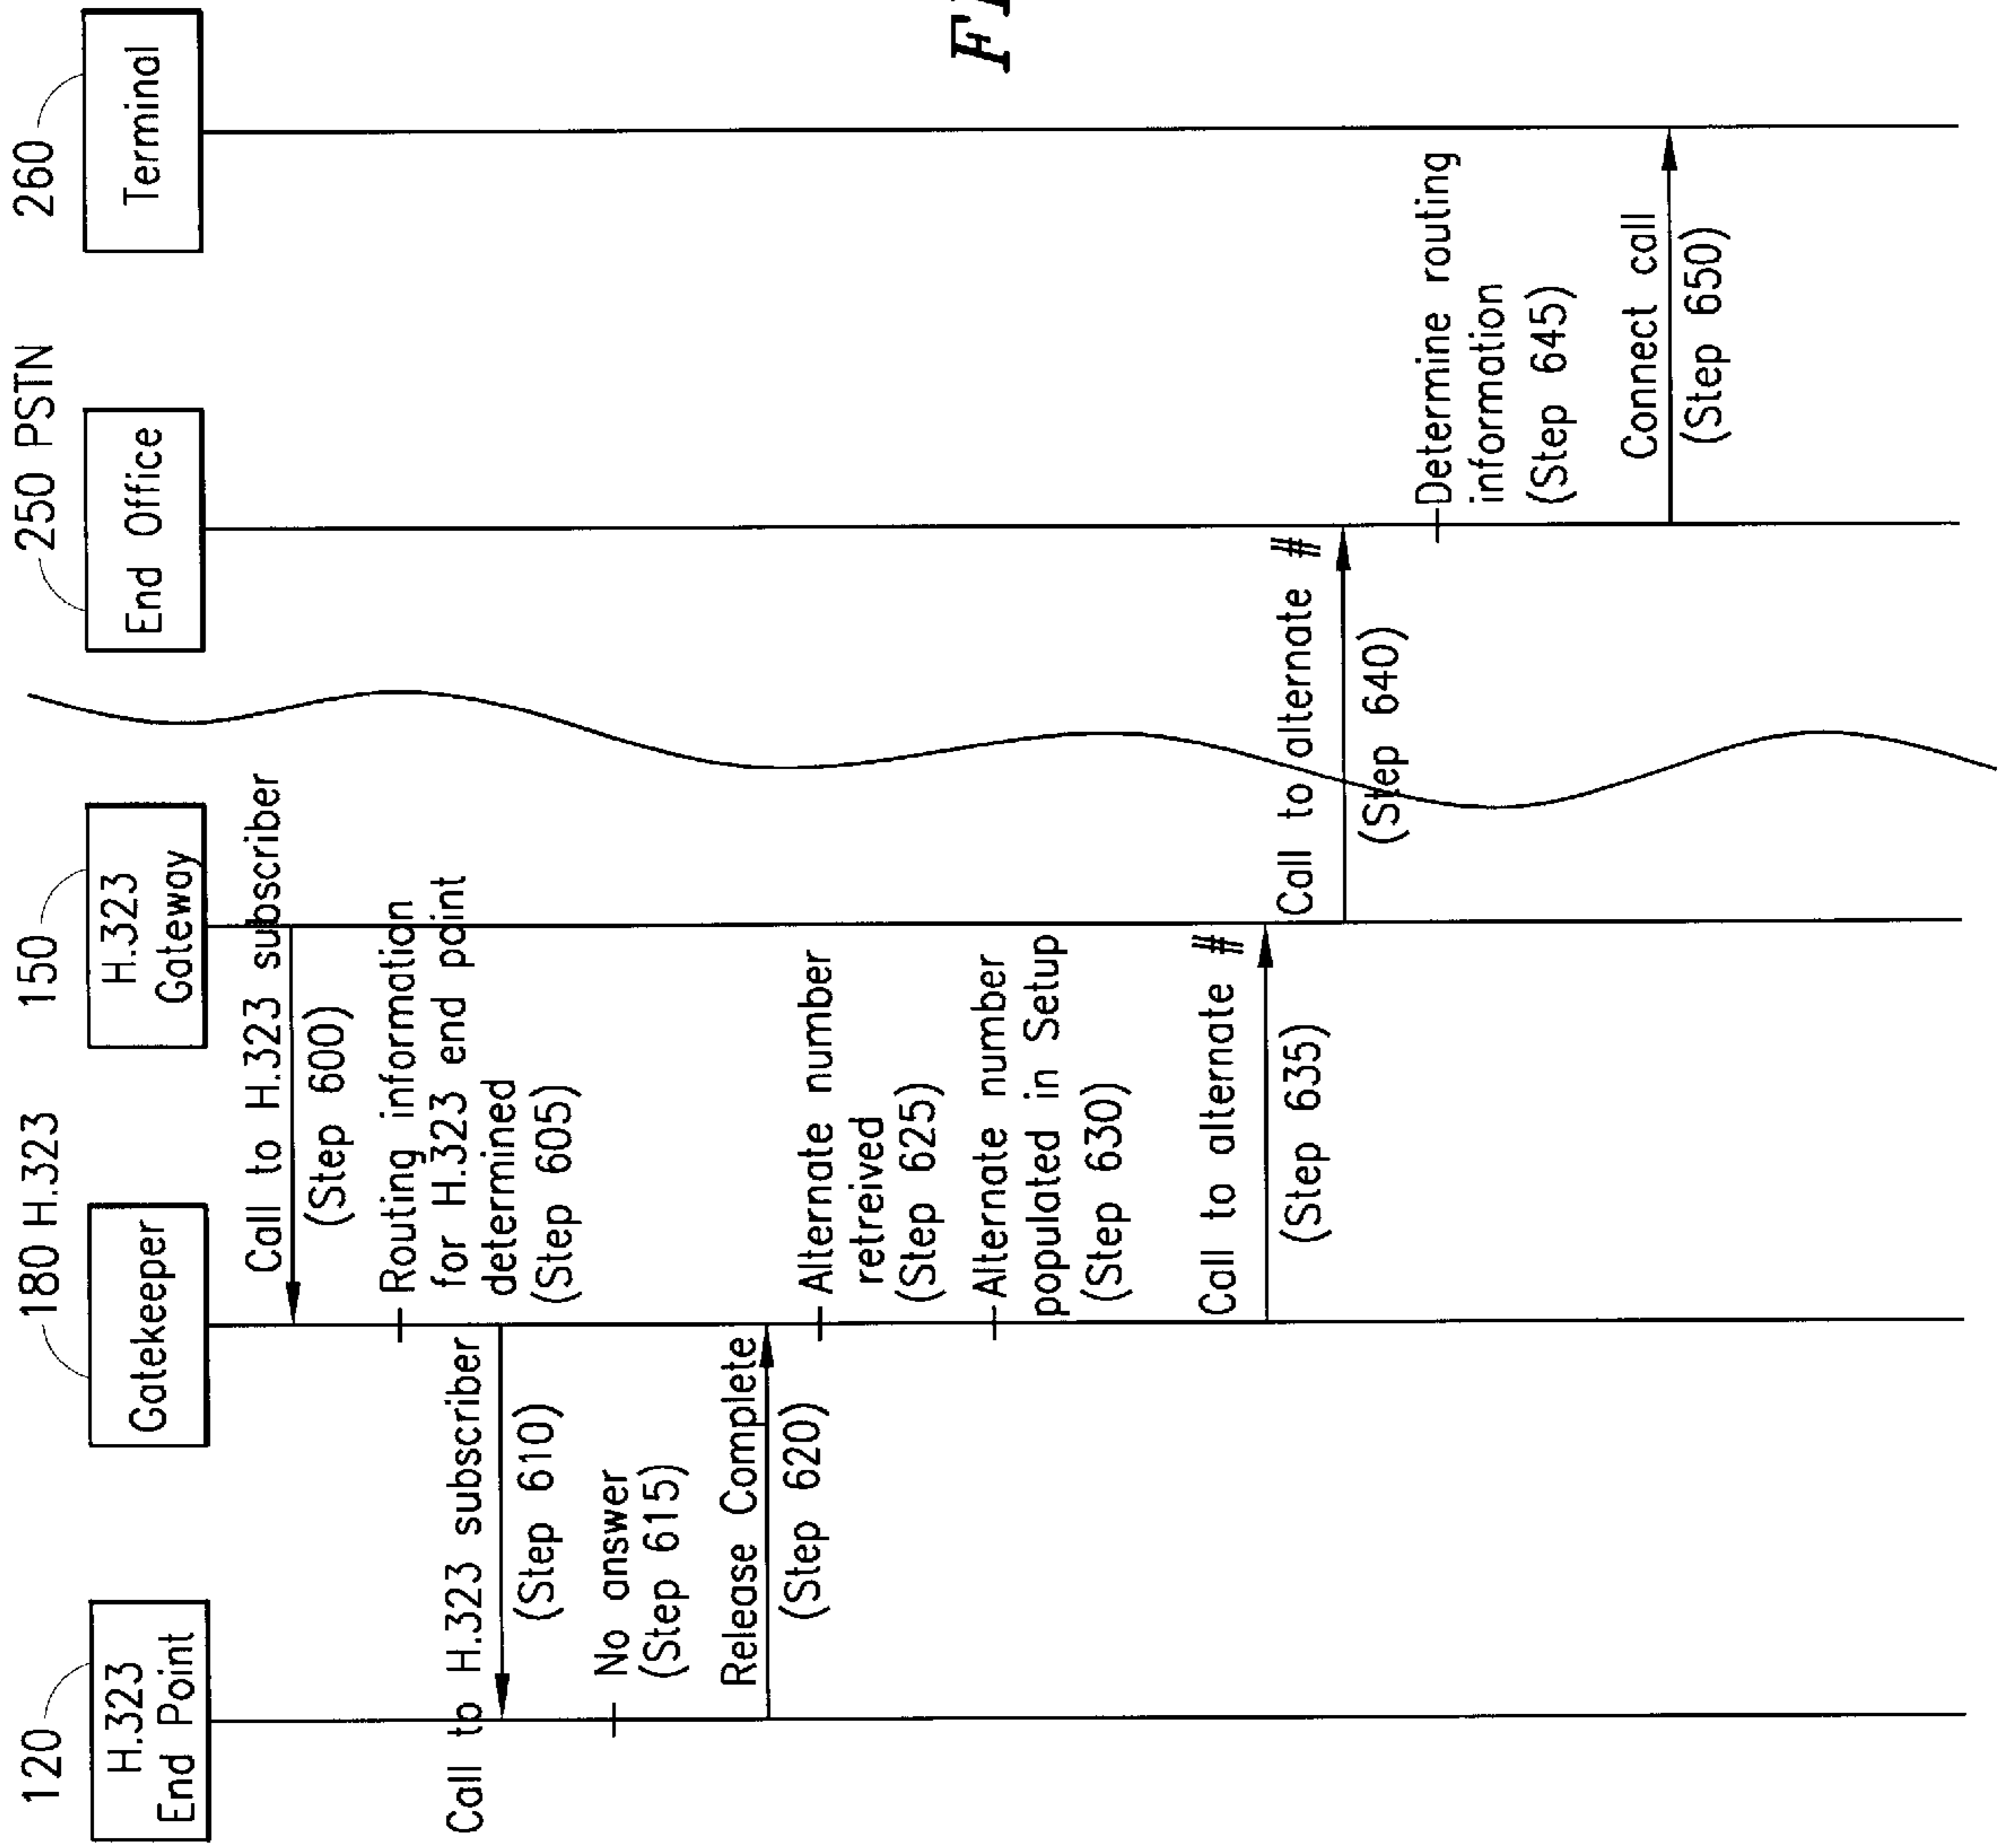 120
180 H.323
150
250 PSTN
260
H.323
End Point
Gatekeeper
H.323
Gateway
End Office
Terminal
Call to H.323 subscriber
(Step 600)
Routing information
for H.323 end point
determined
(Step 605)
Call to H.323 subscriber
(Step 610)
No answer
(Step 615)
Release Complete
(Step 620)
Alternate number
retreived
(Step 625)
Alternate number
populated in Setup
(Step 630)
Call to alternate #
(Step 635)
Call to alternate #
(Step 640)
Determine routing
information
(Step 645)
Connect call
(Step 650)